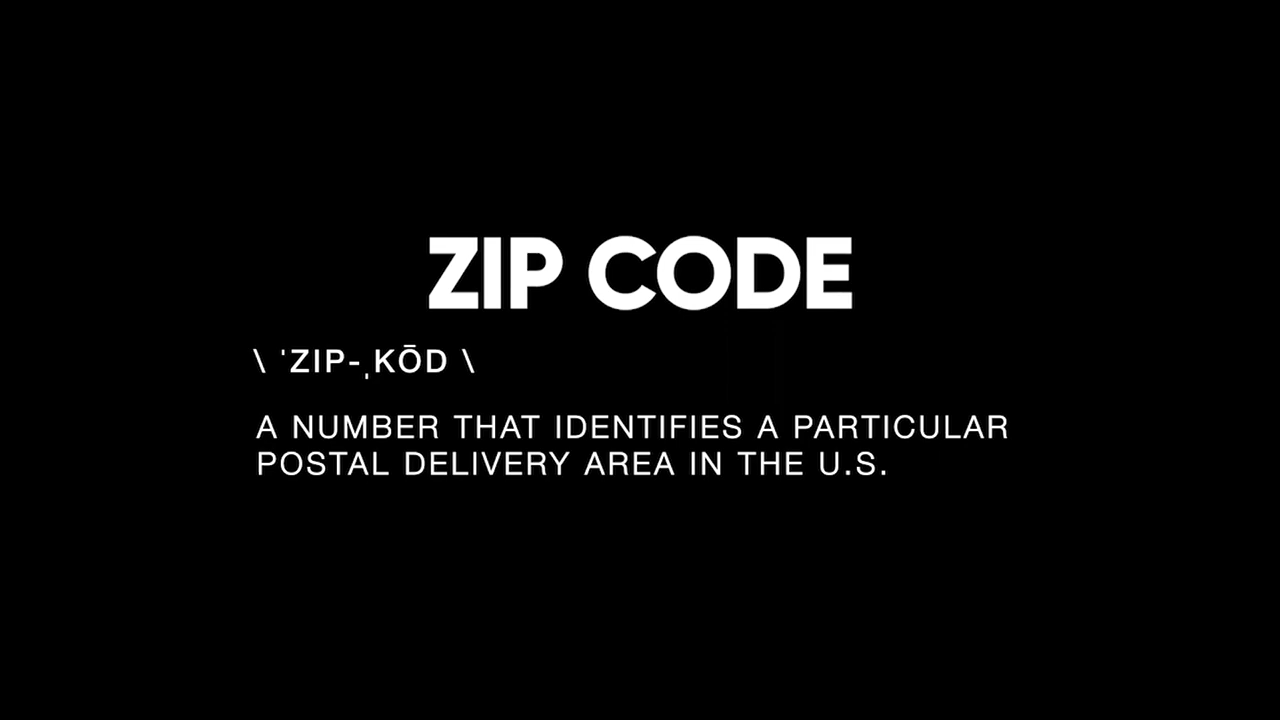 ZIP CODE
\ ˈZIP-ˌKŌD \
A NUMBER THAT IDENTIFIES A PARTICULAR
POSTAL DELIVERY AREA IN THE U.S.